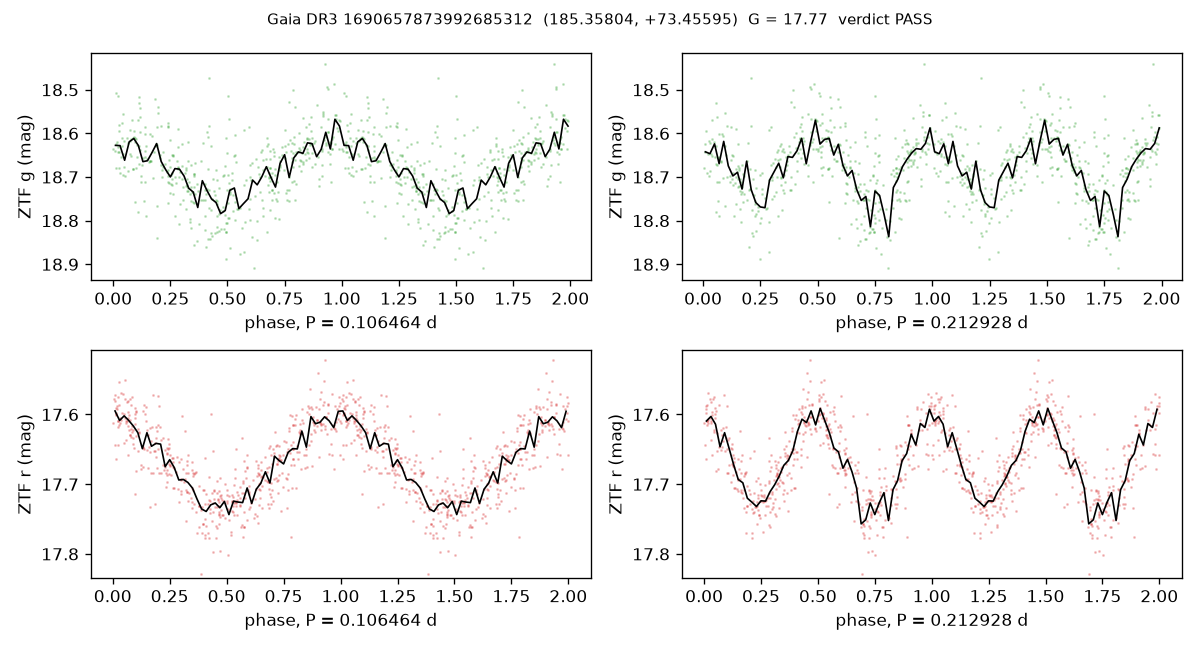 Gaia DR3 1690657873992685312 (185.35804, +73.45595) G = 17.77 verdict PASS
ZTF g (mag)
18.5
18.6
18.7
18.8
18.9
0.00 0.25 0.50 0.75 1.00 1.25 1.50 1.75 2.00
phase, P = 0.106464 d
ZTF g (mag)
18.5
18.6
18.7
18.8
18.9
0.00 0.25 0.50 0.75 1.00 1.25 1.50 1.75 2.00
phase, P = 0.212928 d
ZTF r (mag)
17.6
17.7
17.8
0.00 0.25 0.50 0.75 1.00 1.25 1.50 1.75 2.00
phase, P = 0.106464 d
ZTF r (mag)
17.6
17.7
17.8
0.00 0.25 0.50 0.75 1.00 1.25 1.50 1.75 2.00
phase, P = 0.212928 d